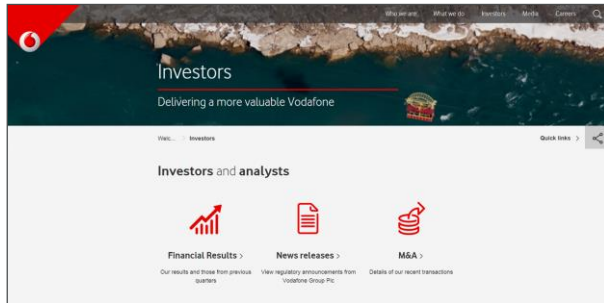 Who we are What we do Investors Media Careers
Investors
Delivering a more valuable Vodafone
Welc... > Investors
Quick links >
Investors and analysts
Financial Results >
Our results and those from previous
quarters
News releases >
View regulatory announcements from
Vodafone Group Plc
M&A >
Details of our recent transactions